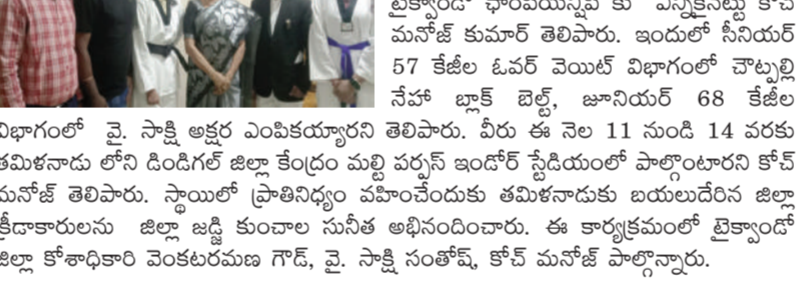 టైక్వాండో ఛాంపియన్షిప్ కు ఎన్నికైనట్టు కోచ్
మనోజ్ కుమార్ తెలిపారు. ఇందులో సీనియర్
57 కేజీల ఓవర్ వెయిట్ విభాగంలో చౌట్పల్లి
నేహా బ్లాక్ బెల్ట్, జూనియర్ 68 కేజీల
విభాగంలో వై. సాక్షి అక్షర ఎంపికయ్యారని తెలిపారు. వీరు ఈ నెల 11 నుండి 14 వరకు
తమిళనాడు లోని డిండిగల్ జిల్లా కేంద్రం మల్టి పర్పస్ ఇండోర్ స్టేడియంలో పాల్గొంటారని కోచ్
మనోజ్ తెలిపారు. స్థాయిలో ప్రాతినిధ్యం వహించేందుకు తమిళనాడుకు బయలుదేరిన జిల్లా
క్రీడాకారులను జిల్లా జడ్జి కుంచాల సునీత అభినందించారు. ఈ కార్యక్రమంలో టైక్వాండో
జిల్లా కోశాధికారి వెంకటరమణ గౌడ్, వై. సాక్షి సంతోష్, కోచ్ మనోజ్ పాల్గొన్నారు.